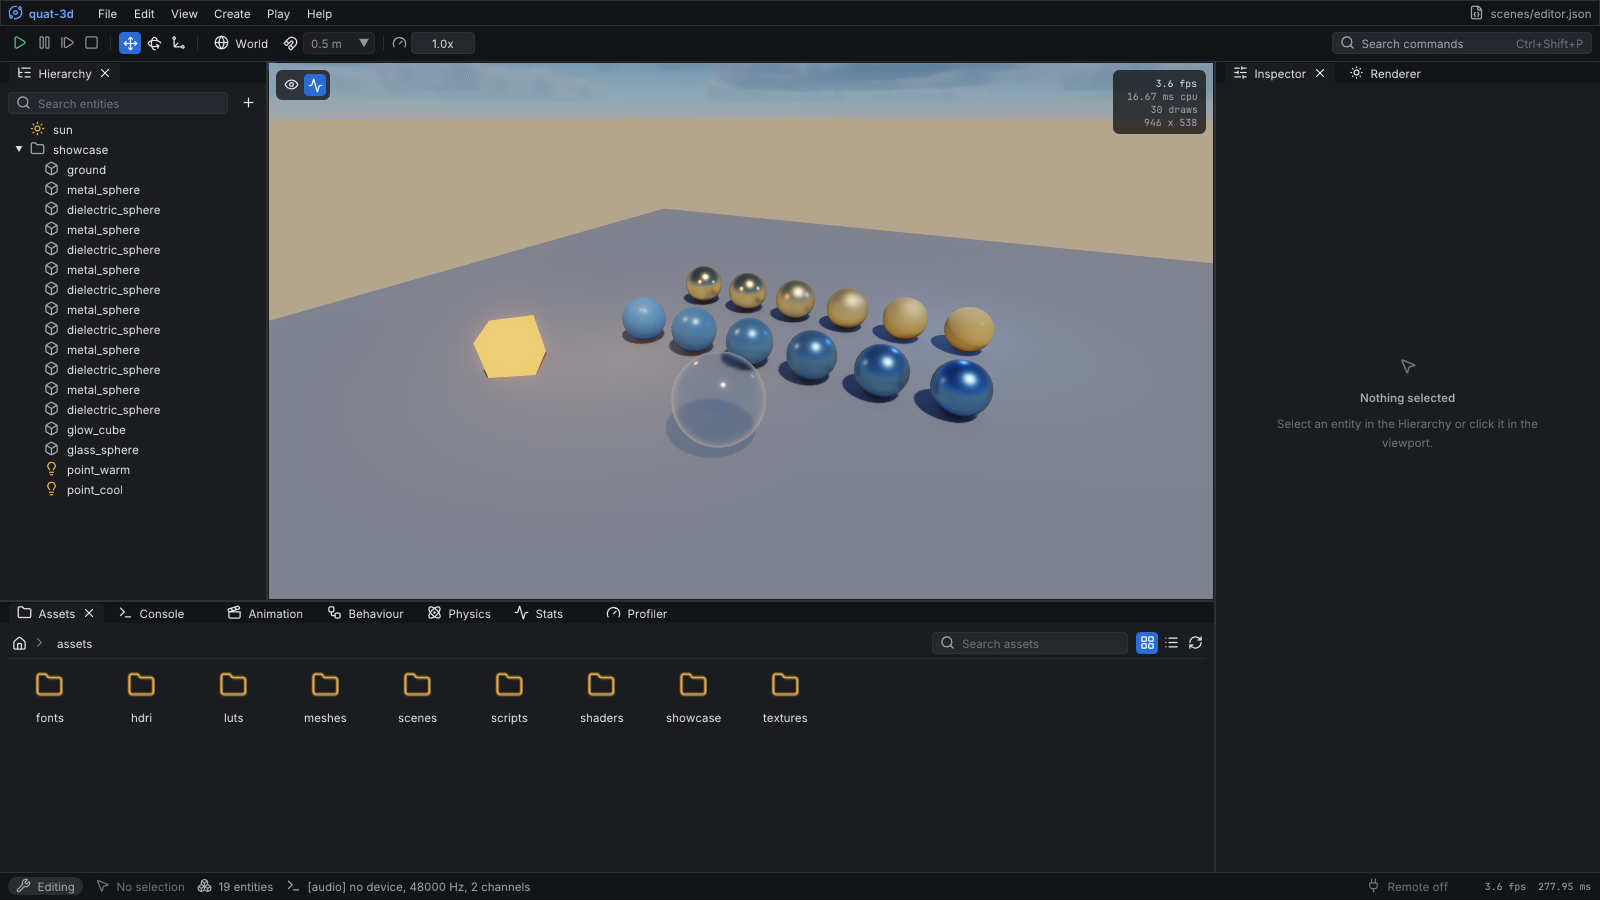 quat-3d File Edit View Create Play Help scenes/editor.json
World 0.5 m 1.0x Search commands Ctrl+Shift+P
Hierarchy
Search entities
sun
showcase
ground
metal_sphere
dielectric_sphere
metal_sphere
dielectric_sphere
metal_sphere
dielectric_sphere
metal_sphere
dielectric_sphere
metal_sphere
dielectric_sphere
metal_sphere
dielectric_sphere
glow_cube
glass_sphere
point_warm
point_cool
3.6 fps
16.67 ms cpu
30 draws
946 x 538
Inspector Renderer
Nothing selected
Select an entity in the Hierarchy or click it in the
viewport.
Assets Console Animation Behaviour Physics Stats Profiler
assets Search assets
fonts hdri luts meshes scenes scripts shaders showcase textures
Editing No selection 19 entities [audio] no device, 48000 Hz, 2 channels Remote off 3.6 fps 277.95 ms